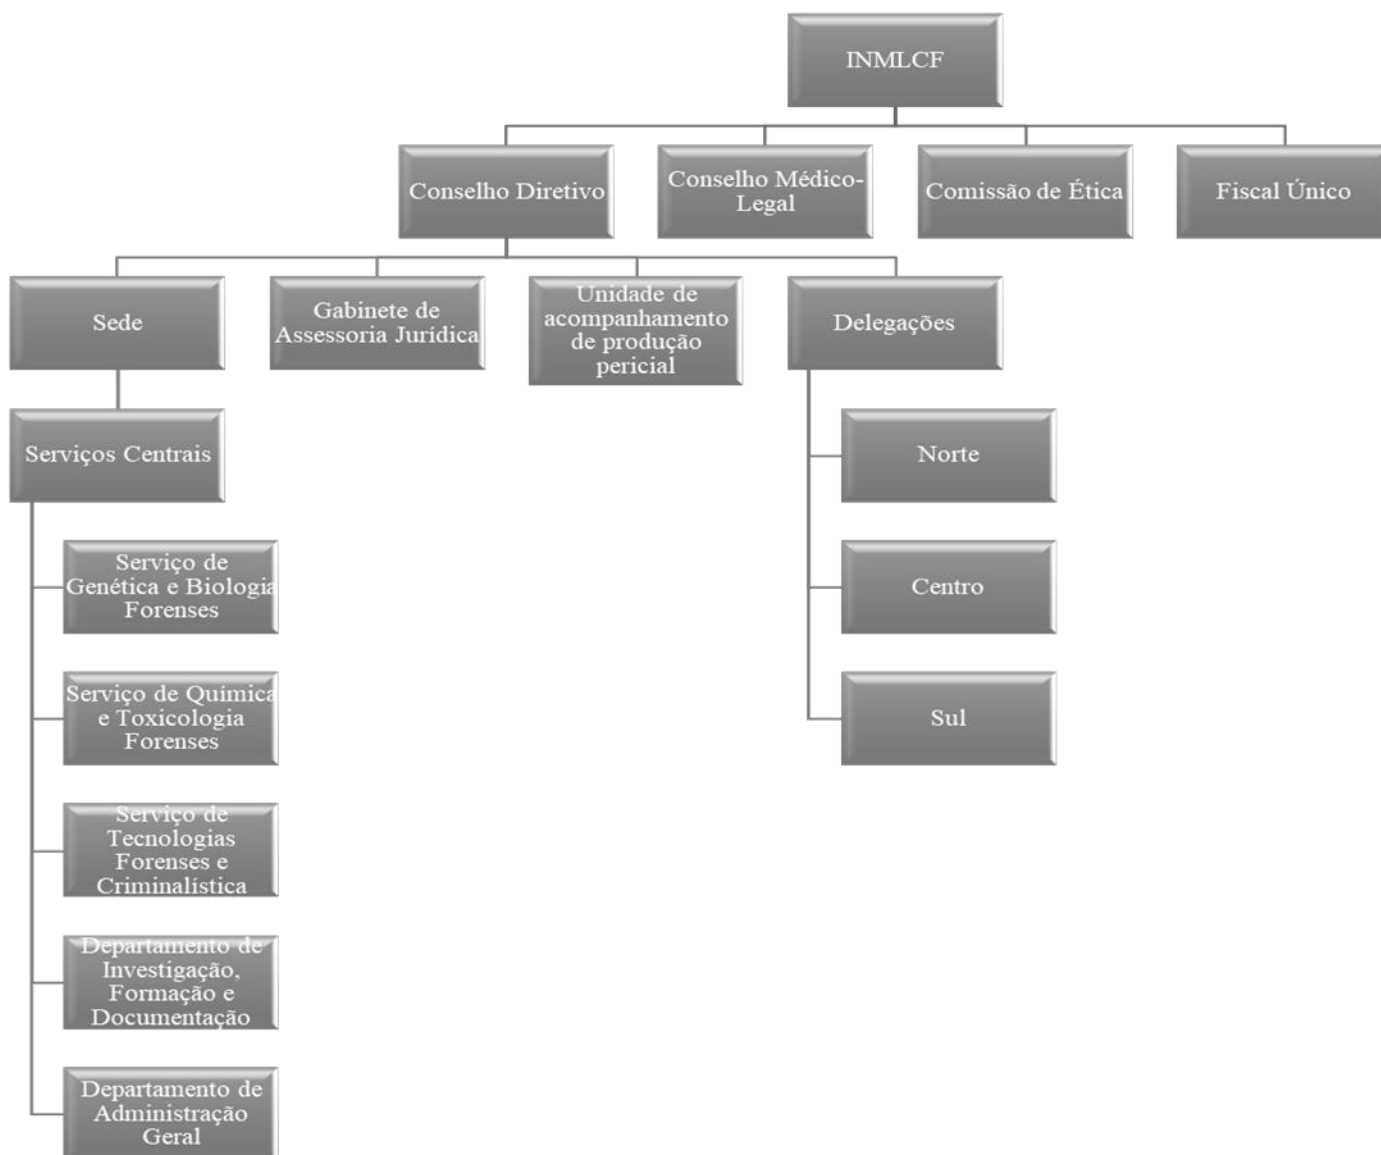 INMLCF
Conselho Diretivo
Conselho Médico-
Legal
Comissão de Ética
Fiscal Único
Sede
Gabinete de
Assessoria Jurídica
Unidade de
acompanhamento
de produção
pericial
Delegações
Serviços Centrais
Norte
Serviço de
Genética e Biologia
Forenses
Centro
Serviço de Química
e Toxicologia
Forenses
Sul
Serviço de
Tecnologias
Forenses e
Criminalística
Departamento de
Investigação,
Formação e
Documentação
Departamento de
Administração
Geral